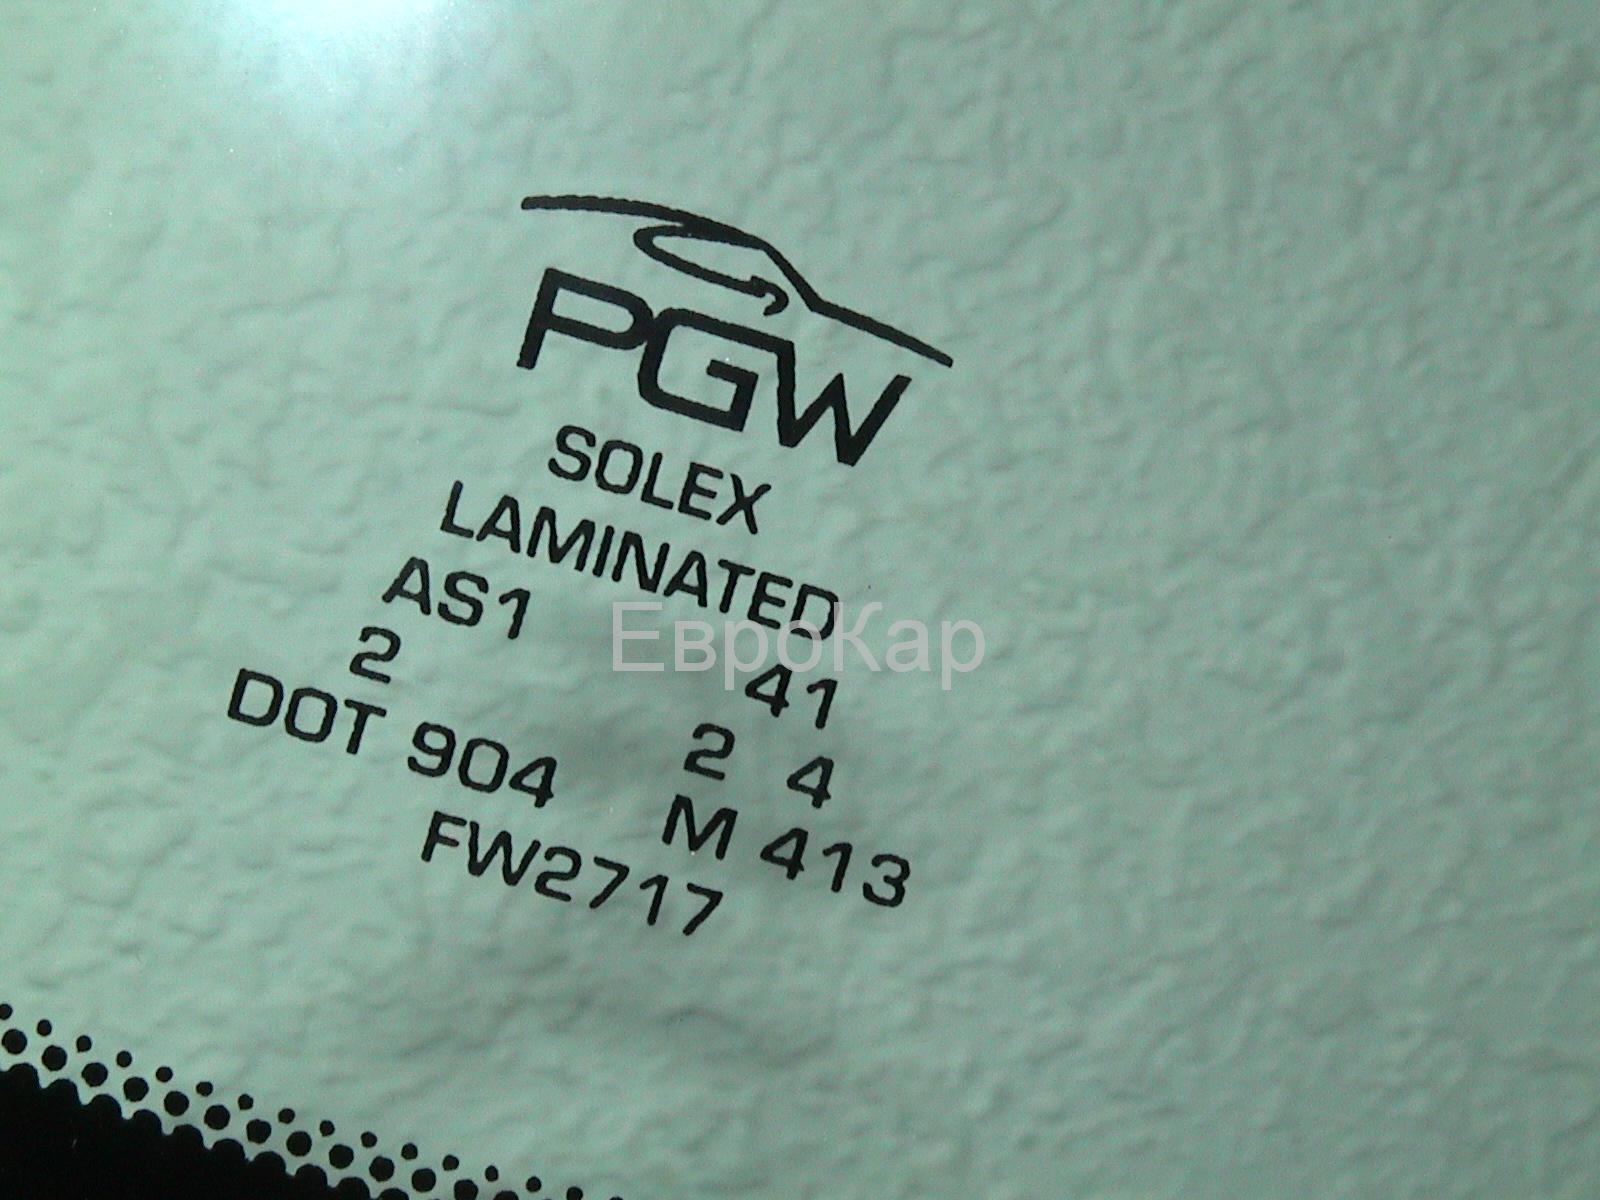 PGW
SOLEX
LAMINATED
AS1 41
2 2 4
DOT 904 M 413
FW2717
ЕвроКар